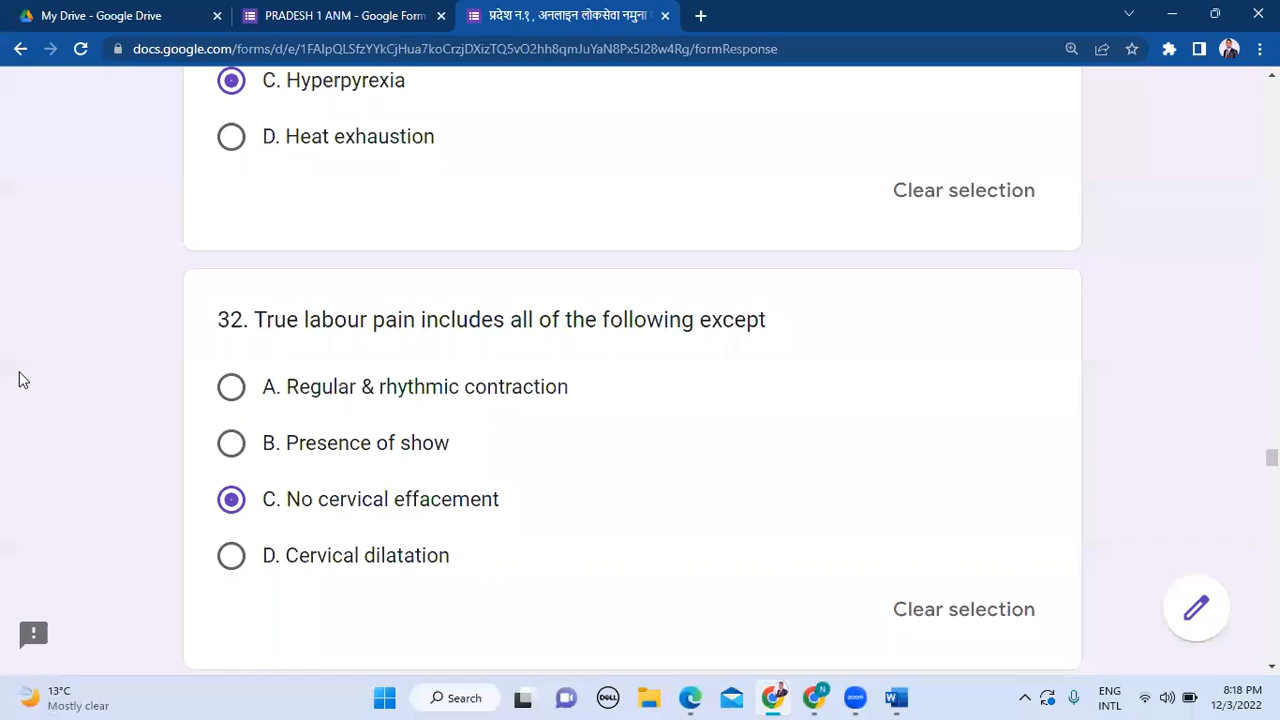 My Drive - Google Drive
PRADESH 1 ANM - Google Form
प्रदेश न.१, अनलाइन लोकसेवा नमुना
docs.google.com/forms/d/e/1FAIpQLSfzYYkCjHua7koCrzjDXizTQ5vO2hh8qmJuYaN8Px5I28w4Rg/formResponse
C. Hyperpyrexia
D. Heat exhaustion
Clear selection
32. True labour pain includes all of the following except
A. Regular & rhythmic contraction
B. Presence of show
C. No cervical effacement
D. Cervical dilatation
Clear selection
13°C
Mostly clear
Search
DELL
N
zoom
W
ENG
INTL
8:18 PM
12/3/2022